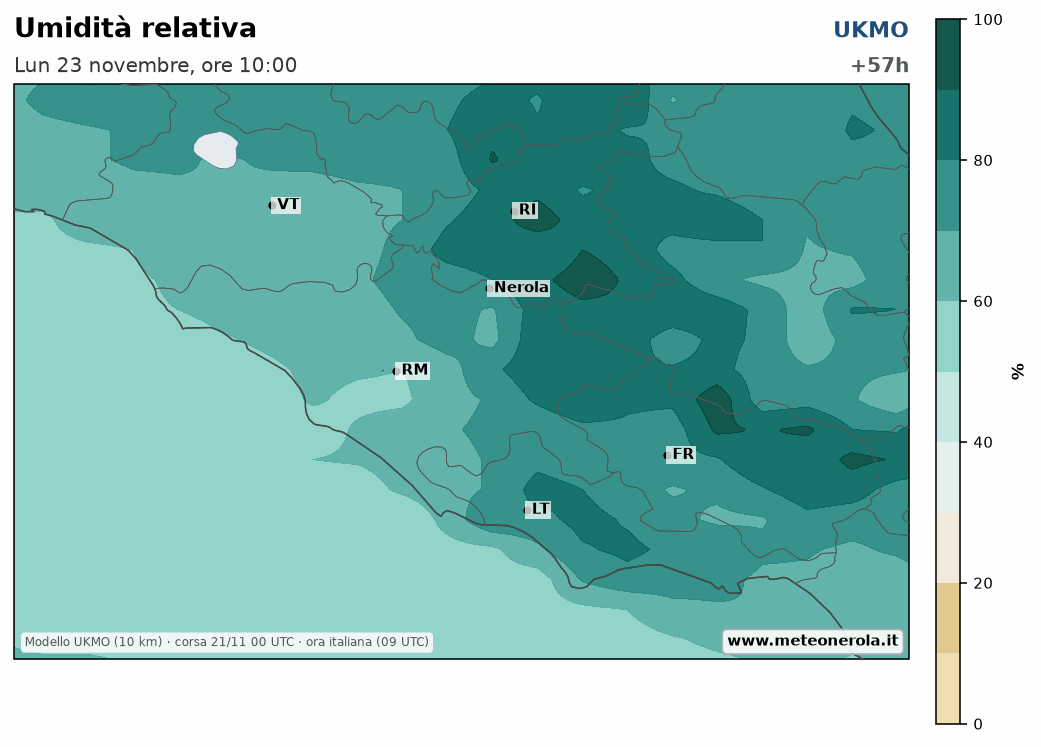 Umidità relativa
UKMO
Lun 23 novembre, ore 10:00
+57h
100
80
60
40
20
0
%
VT
RI
Nerola
RM
FR
LT
Modello UKMO (10 km) · corsa 21/11 00 UTC · ora italiana (09 UTC)
www.meteonerola.it